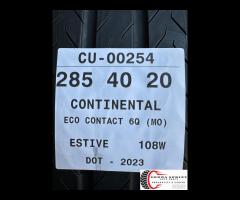 CU-00254
285 40 20
CONTINENTAL
ECO CONTACT 6Q (MO)
ESTIVE 108W
DOT - 2023